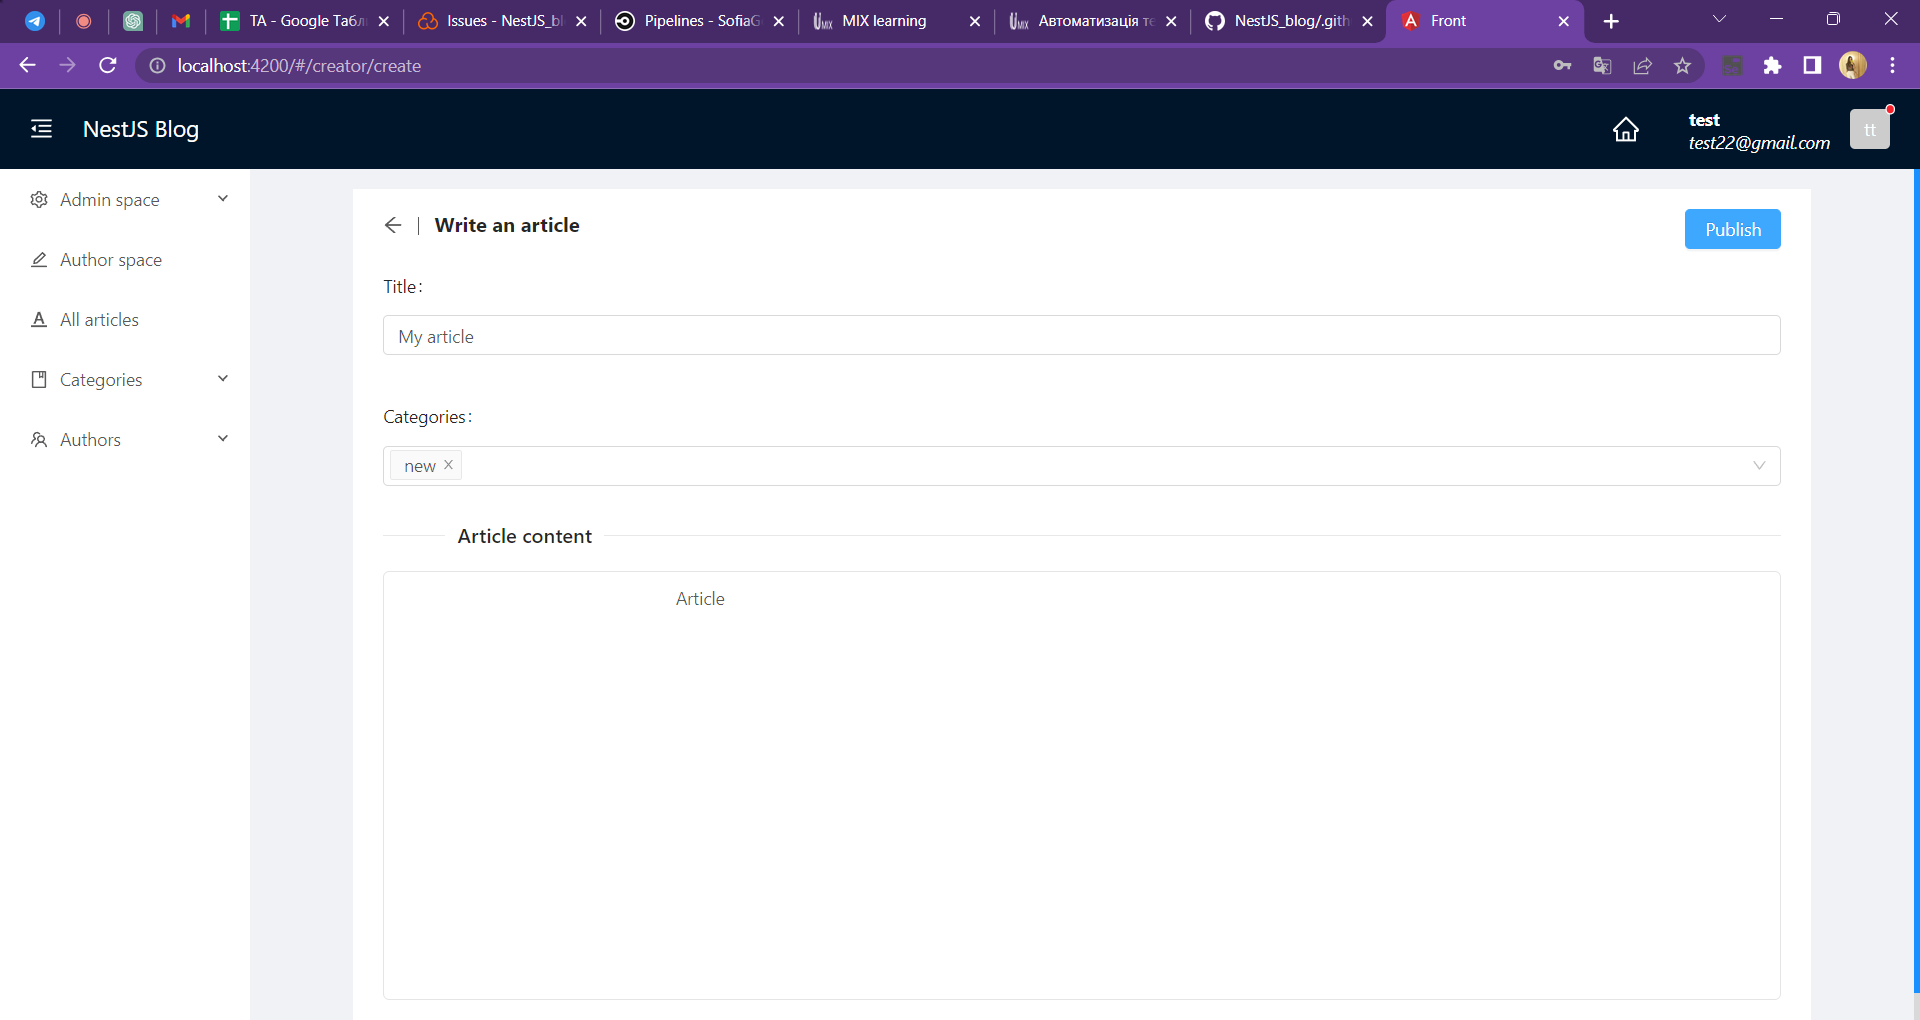 TA - Google Табл
Issues - NestJS_bl
Pipelines - SofiaG
MIX learning
Автоматизація те
NestJS_blog/.gith
Front
localhost:4200/#/creator/create
NestJS Blog
test
test22@gmail.com
tt
Admin space
Author space
All articles
Categories
Authors
Write an article
Publish
Title:
My article
Categories:
new
Article content
Article